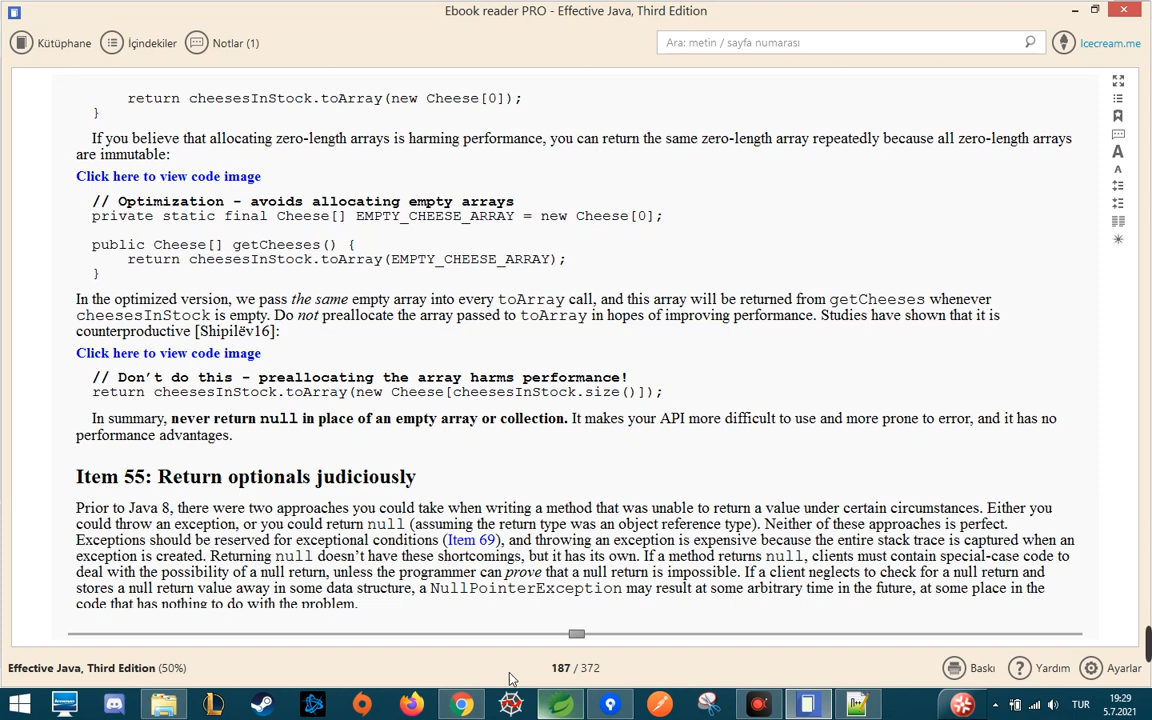 Ebook reader PRO - Effective Java, Third Edition
Kütüphane İçindekiler Notlar (1) Ara: metin / sayfa numarası Icecream.me
return cheesesInStock.toArray(new Cheese[0]);
}
If you believe that allocating zero-length arrays is harming performance, you can return the same zero-length array repeatedly because all zero-length arrays
are immutable:
Click here to view code image
// Optimization - avoids allocating empty arrays
private static final Cheese[] EMPTY_CHEESE_ARRAY = new Cheese[0];
public Cheese[] getCheeses() {
return cheesesInStock.toArray(EMPTY_CHEESE_ARRAY);
}
In the optimized version, we pass the same empty array into every toArray call, and this array will be returned from getCheeses whenever
cheesesInStock is empty. Do not preallocate the array passed to toArray in hopes of improving performance. Studies have shown that it is
counterproductive [Shipilëv16]:
Click here to view code image
// Don’t do this - preallocating the array harms performance!
return cheesesInStock.toArray(new Cheese[cheesesInStock.size()]);
In summary, never return null in place of an empty array or collection. It makes your API more difficult to use and more prone to error, and it has no
performance advantages.
Item 55: Return optionals judiciously
Prior to Java 8, there were two approaches you could take when writing a method that was unable to return a value under certain circumstances. Either you
could throw an exception, or you could return null (assuming the return type was an object reference type). Neither of these approaches is perfect.
Exceptions should be reserved for exceptional conditions (Item 69), and throwing an exception is expensive because the entire stack trace is captured when an
exception is created. Returning null doesn’t have these shortcomings, but it has its own. If a method returns null, clients must contain special-case code to
deal with the possibility of a null return, unless the programmer can prove that a null return is impossible. If a client neglects to check for a null return and
stores a null return value away in some data structure, a NullPointerException may result at some arbitrary time in the future, at some place in the
code that has nothing to do with the problem.
Effective Java, Third Edition (50%) 187 / 372 Baskı Yardım Ayarlar
TUR 19:29
5.7.2021